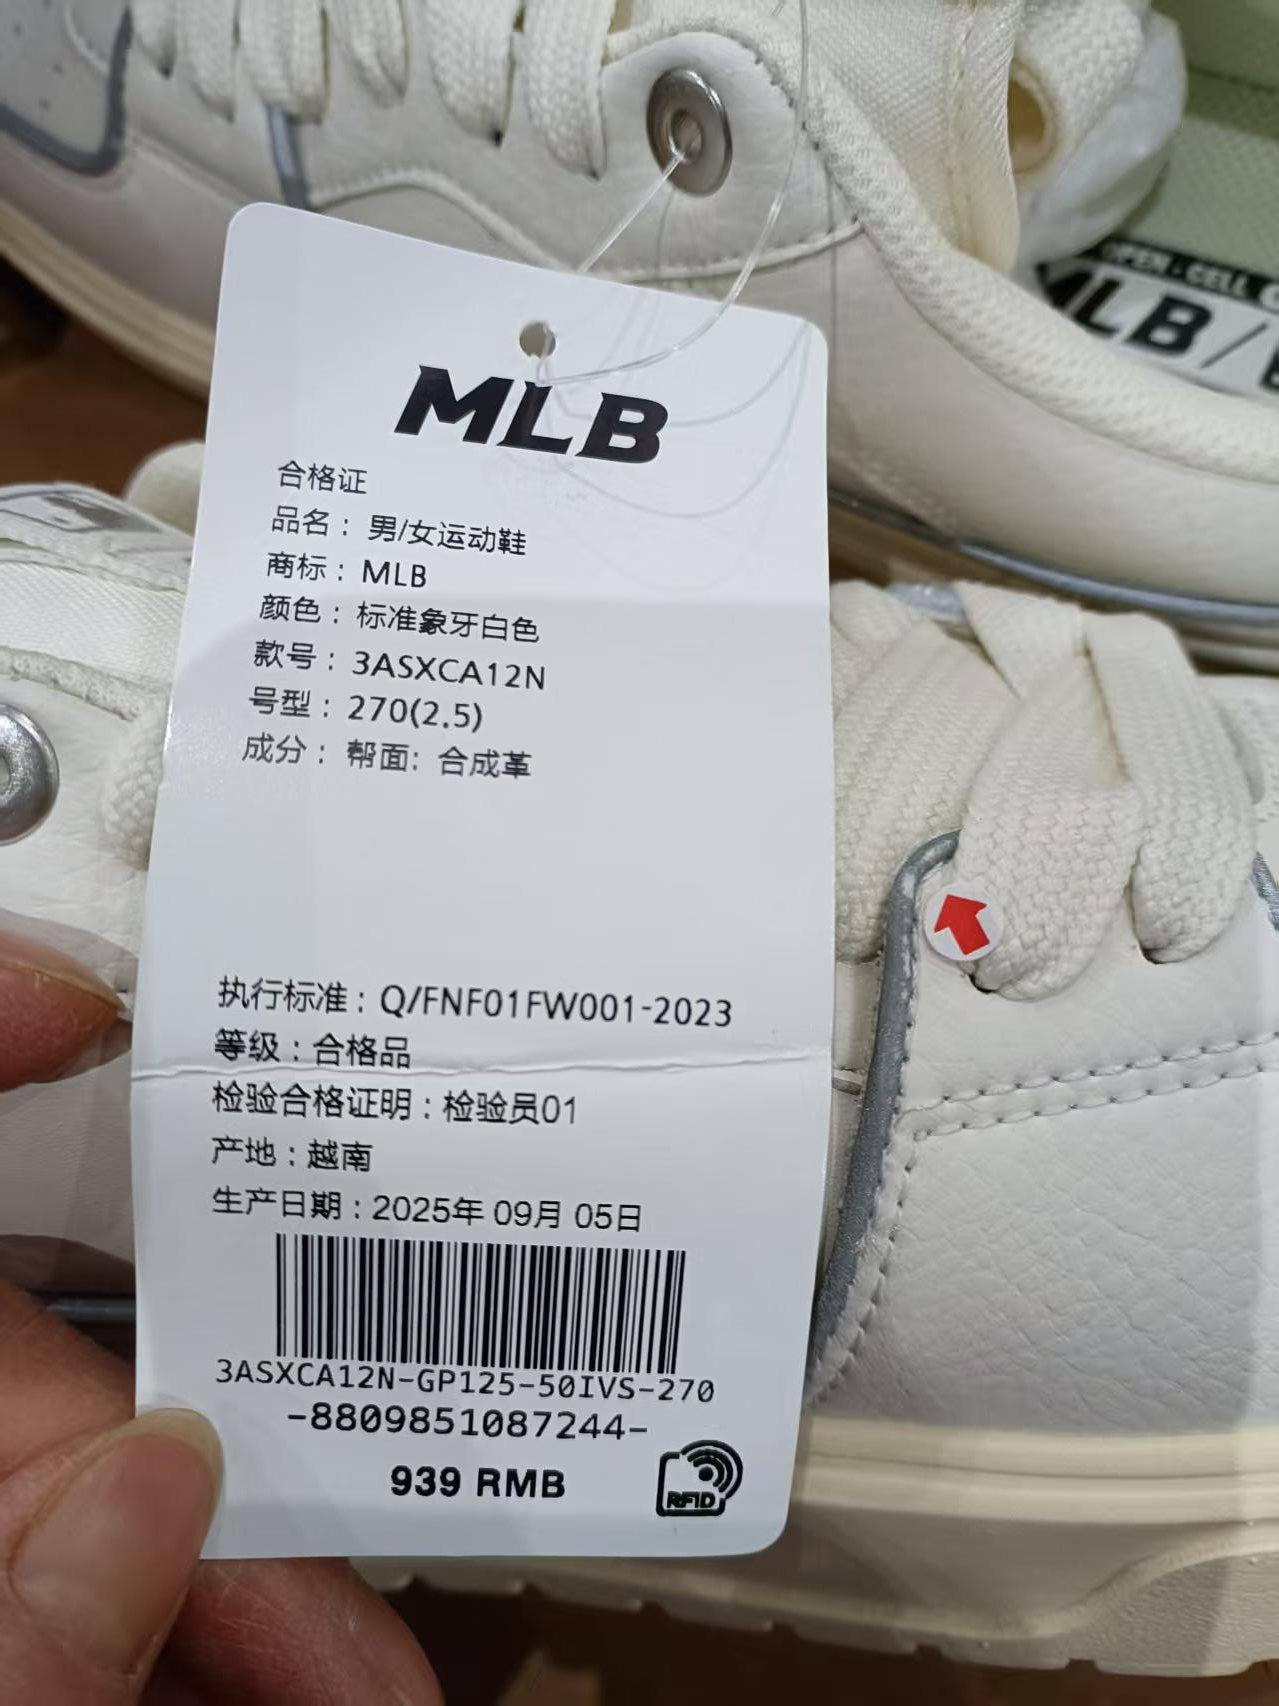 OPEN-CELL
MLB/
MLB
合格证
品名：男/女运动鞋
商标：MLB
颜色：标准象牙白色
款号：3ASXCA12N
号型：270(2.5)
成分：帮面：合成革
执行标准：Q/FNF01FW001-2023
等级：合格品
检验合格证明：检验员01
产地：越南
生产日期：2025年 09月 05日
3ASXCA12N-GP125-50IVS-270
-8809851087244-
939 RMB
RFID